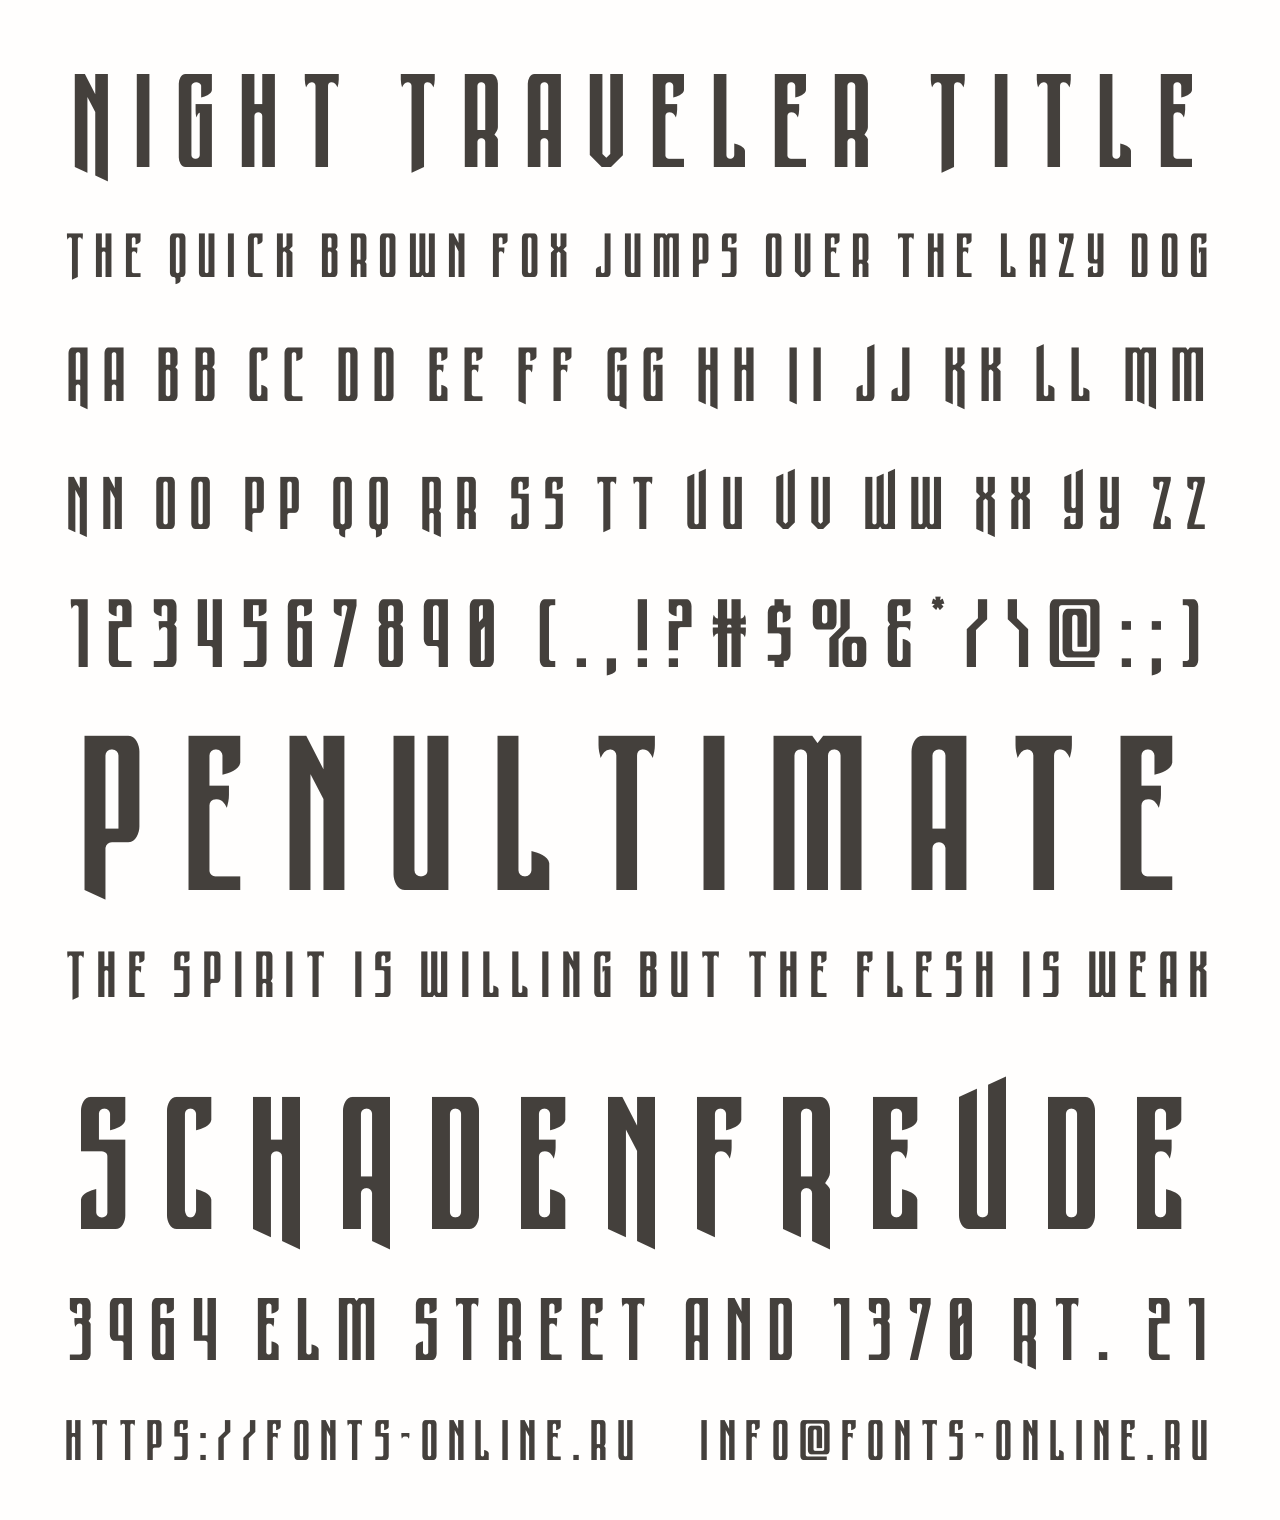 NIGHT TRAVELER TITLE
THE QUICK BROWN FOX JUMPS OVER THE LAZY DOG
AA BB CC DD EE FF GG HH II JJ KK LL MM
NN OO PP QQ RR SS TT UU VV WW XX YY ZZ
1234567890 (.,!?#$%&*/\@:;)
PENULTIMATE
THE SPIRIT IS WILLING BUT THE FLESH IS WEAK
SCHADENFREUDE
3964 ELM STREET AND 1370 RT. 21
HTTPS://FONTS-ONLINE.RU INFO@FONTS-ONLINE.RU